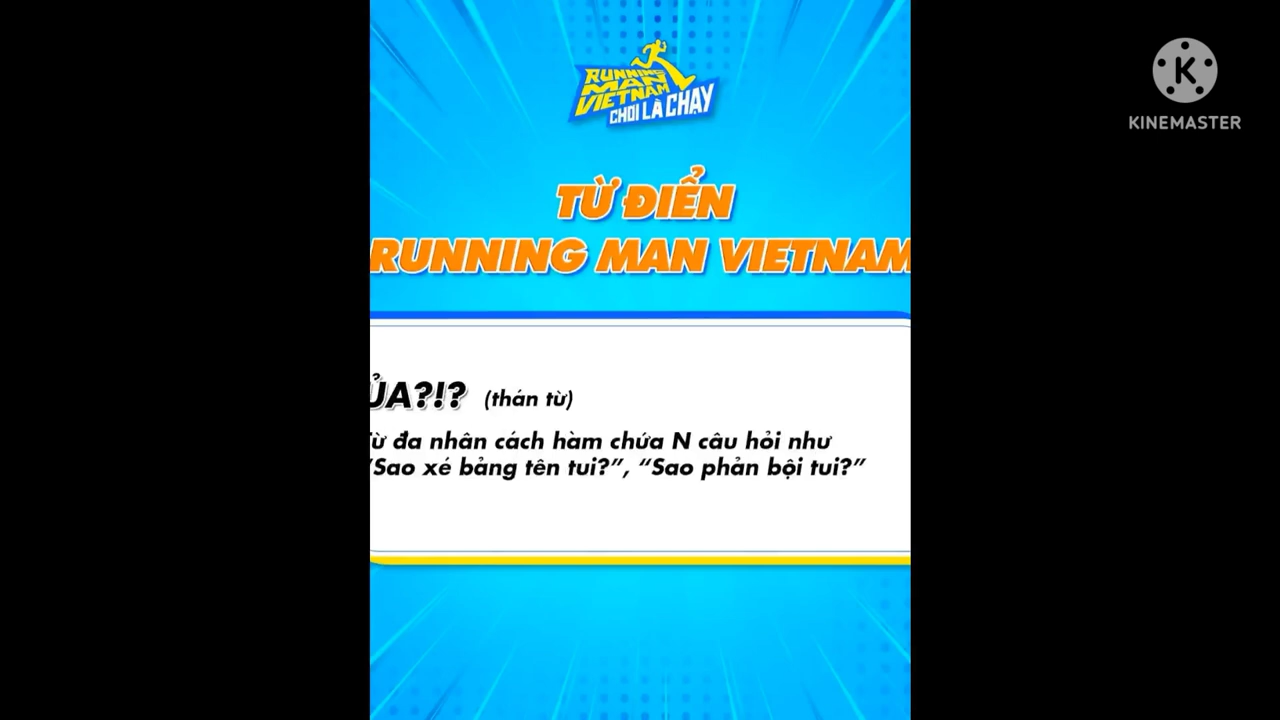 RUNNING
MAN
VIETNAM
CHƠI LÀ CHẠY
KINEMASTER
TỪ ĐIỂN
RUNNING MAN VIETNAM
ỦA?!? (thán từ)
Từ đa nhân cách hàm chứa N câu hỏi như
“Sao xé bảng tên tui?”, “Sao phản bội tui?”